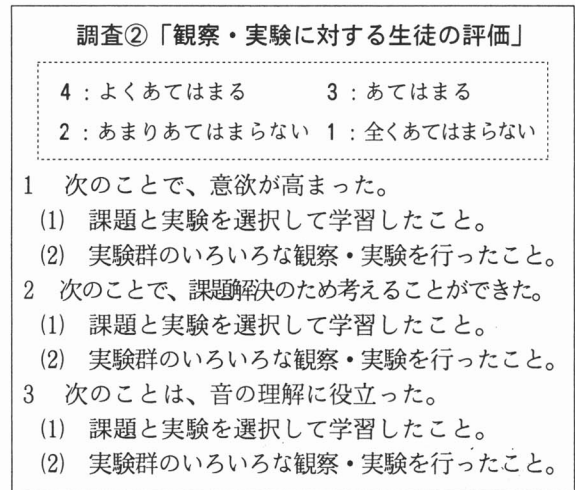 調査②「観察・実験に対する生徒の評価」
4：よくあてはまる　3：あてはまる
2：あまりあてはまらない　1：全くあてはまらない
1　次のことで、意欲が高まった。
(1)　課題と実験を選択して学習したこと。
(2)　実験群のいろいろな観察・実験を行ったこと。
2　次のことで、課題解決のため考えることができた。
(1)　課題と実験を選択して学習したこと。
(2)　実験群のいろいろな観察・実験を行ったこと。
3　次のことは、音の理解に役立った。
(1)　課題と実験を選択して学習したこと。
(2)　実験群のいろいろな観察・実験を行ったこと。